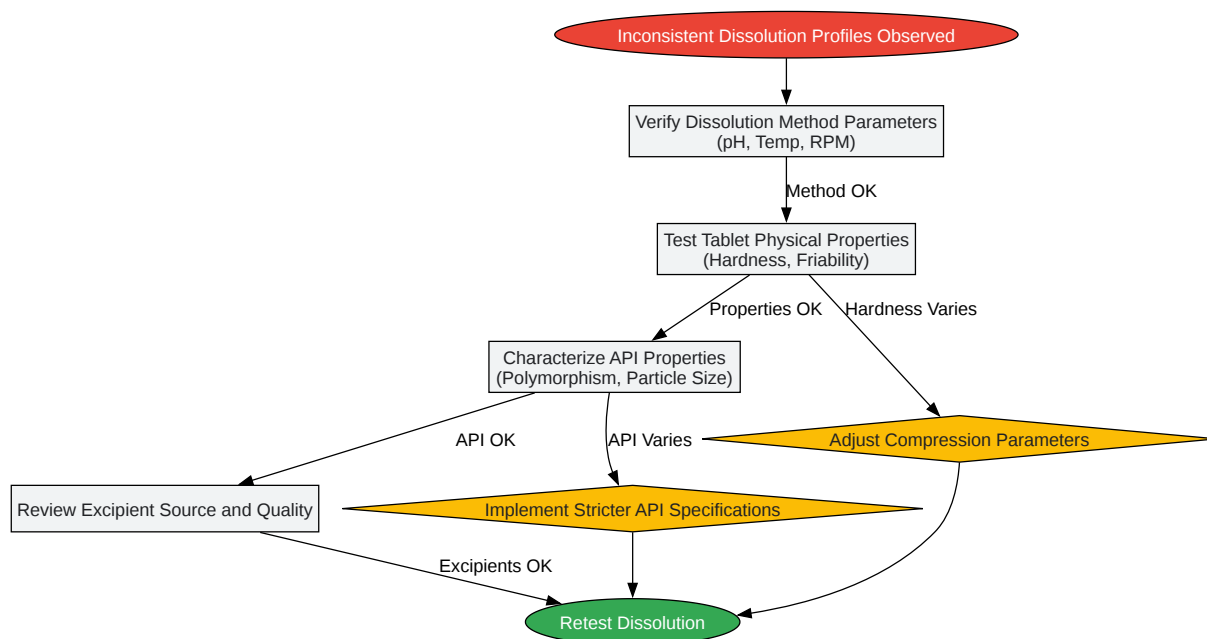 Inconsistent Dissolution Profiles Observed
Verify Dissolution Method Parameters
(pH, Temp, RPM)
Method OK
Test Tablet Physical Properties
(Hardness, Friability)
Properties OK
Hardness Varies
Characterize API Properties
(Polymorphism, Particle Size)
API OK
API Varies
Adjust Compression Parameters
Review Excipient Source and Quality
Implement Stricter API Specifications
Excipients OK
Retest Dissolution